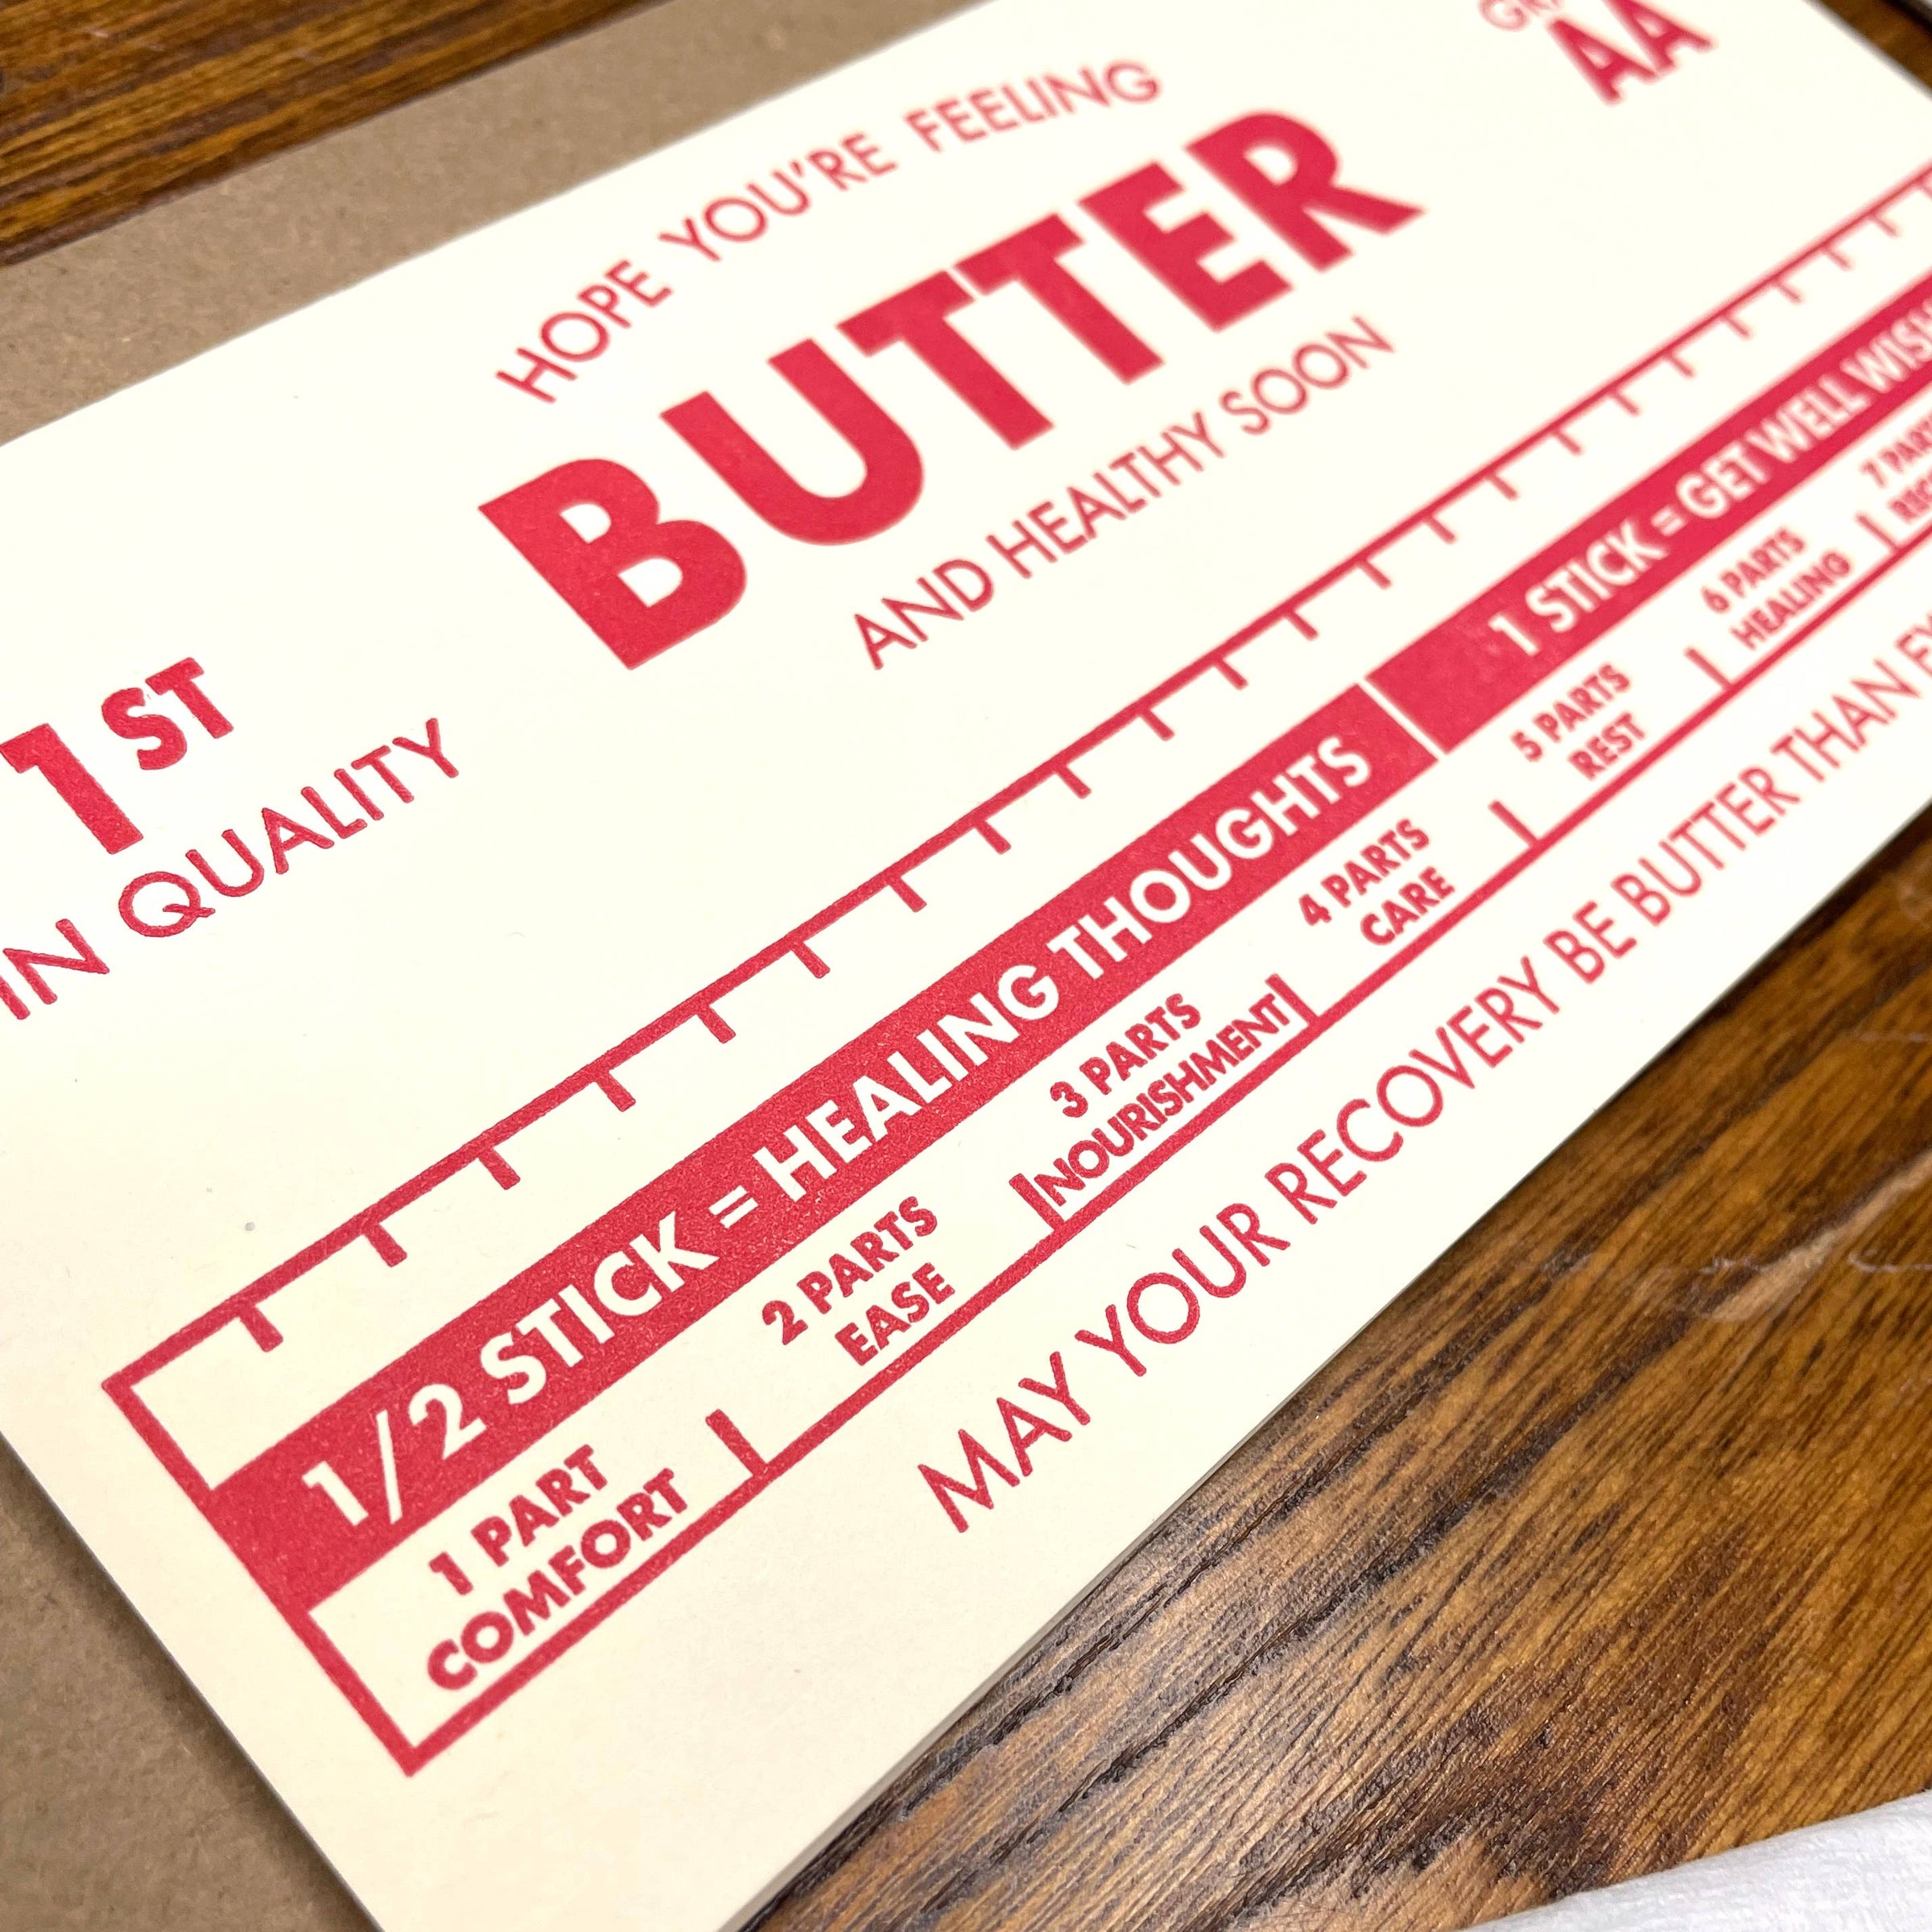 AA
HOPE YOU'RE FEELING
BUTTER
AND HEALTHY SOON
1ST
IN QUALITY
1/2 STICK = HEALING THOUGHTS
1 STICK = GET WELL
1 PART
COMFORT
2 PARTS
EASE
3 PARTS
NOURISHMENT
4 PARTS
CARE
5 PARTS
REST
6 PARTS
HEALING
MAY YOUR RECOVERY BE BUTTER THAN